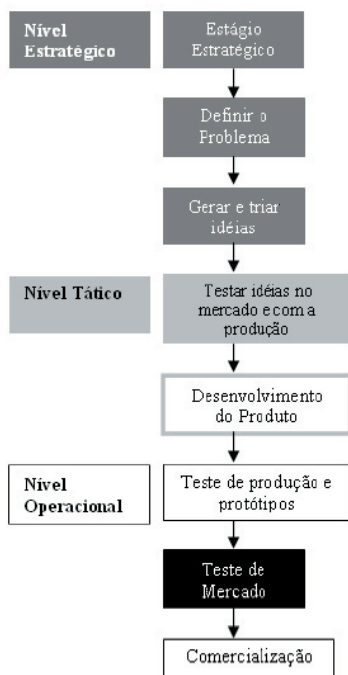 Nível
Estratégico
Estágio
Estratégico
Definir o
Problema
Gerar e triar
idéias
Nível Tático
Testar idéias no
mercado e com a
produção
Desenvolvimento
do Produto
Nível
Operacional
Teste de produção e
protótipos
Teste de
Mercado
Comercialização